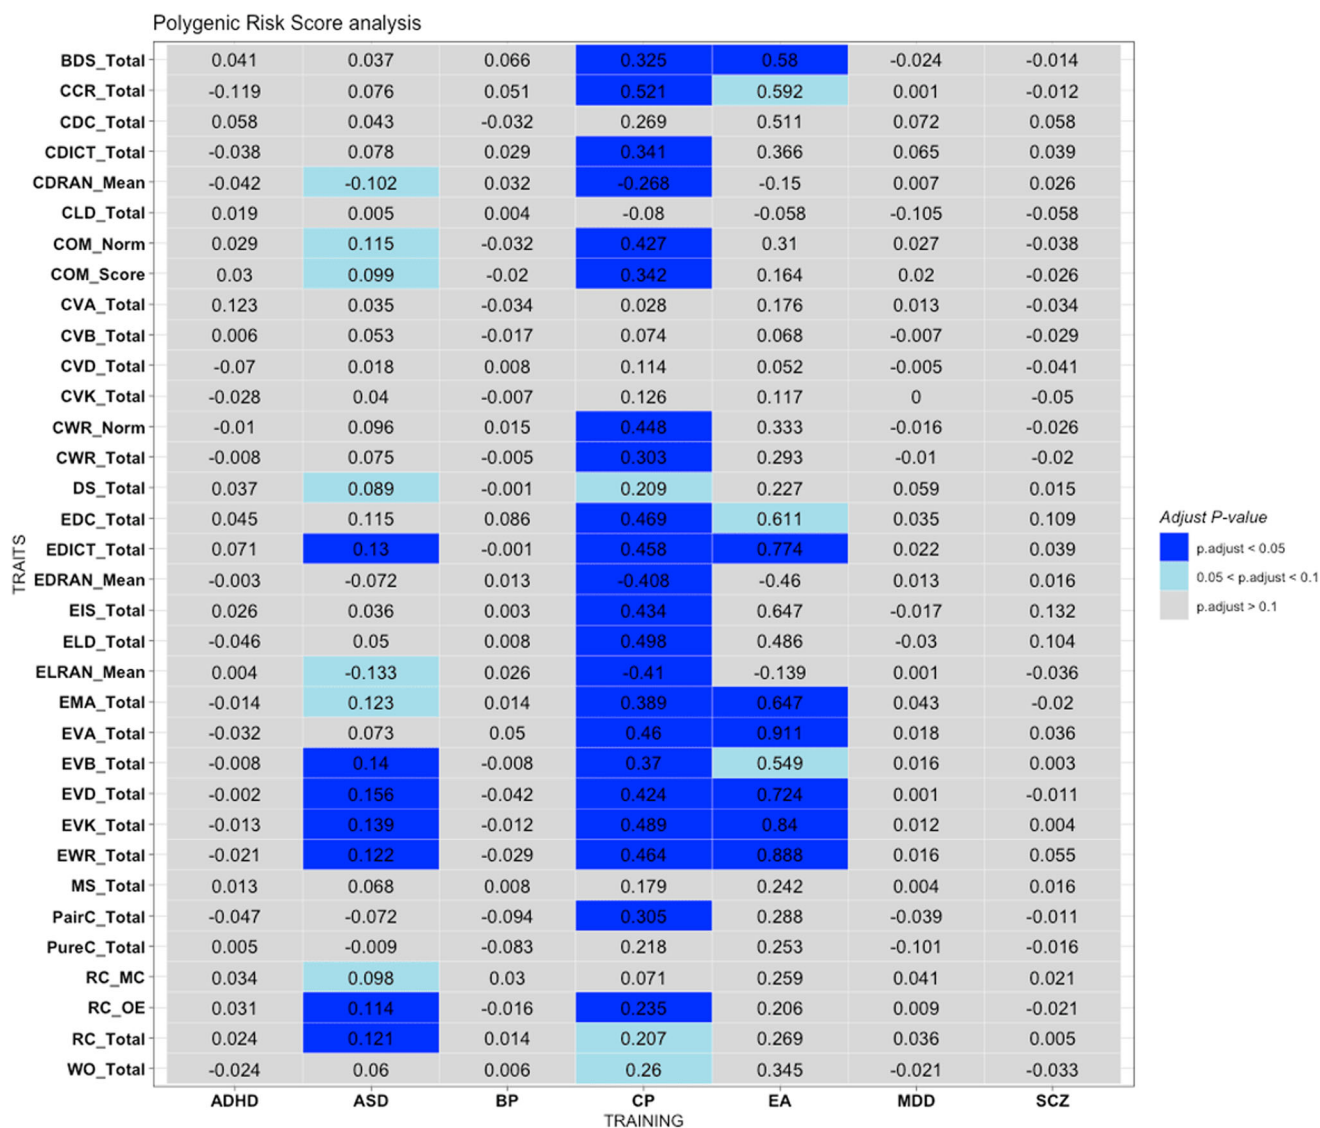 Polygenic Risk Score analysis
BDS_Total 0.041 0.037 0.066 0.325 0.58 -0.024 -0.014
CCR_Total -0.119 0.076 0.051 0.521 0.592 0.001 -0.012
CDC_Total 0.058 0.043 -0.032 0.269 0.511 0.072 0.058
CDICT_Total -0.038 0.078 0.029 0.341 0.366 0.065 0.039
CDRAN_Mean -0.042 -0.102 0.032 -0.268 -0.15 0.007 0.026
CLD_Total 0.019 0.005 0.004 -0.08 -0.058 -0.105 -0.058
COM_Norm 0.029 0.115 -0.032 0.427 0.31 0.027 -0.038
COM_Score 0.03 0.099 -0.02 0.342 0.164 0.02 -0.026
CVA_Total 0.123 0.035 -0.034 0.028 0.176 0.013 -0.034
CVB_Total 0.006 0.053 -0.017 0.074 0.068 -0.007 -0.029
CVD_Total -0.07 0.018 0.008 0.114 0.052 -0.005 -0.041
CVK_Total -0.028 0.04 -0.007 0.126 0.117 0 -0.05
CWR_Norm -0.01 0.096 0.015 0.448 0.333 -0.016 -0.026
CWR_Total -0.008 0.075 -0.005 0.303 0.293 -0.01 -0.02
DS_Total 0.037 0.089 -0.001 0.209 0.227 0.059 0.015
EDC_Total 0.045 0.115 0.086 0.469 0.611 0.035 0.109
EDICT_Total 0.071 0.13 -0.001 0.458 0.774 0.022 0.039
EDRAN_Mean -0.003 -0.072 0.013 -0.408 -0.46 0.013 0.016
EIS_Total 0.026 0.036 0.003 0.434 0.647 -0.017 0.132
ELD_Total -0.046 0.05 0.008 0.498 0.486 -0.03 0.104
ELRAN_Mean 0.004 -0.133 0.026 -0.41 -0.139 0.001 -0.036
EMA_Total -0.014 0.123 0.014 0.389 0.647 0.043 -0.02
EVA_Total -0.032 0.073 0.05 0.46 0.911 0.018 0.036
EVB_Total -0.008 0.14 -0.008 0.37 0.549 0.016 0.003
EVD_Total -0.002 0.156 -0.042 0.424 0.724 0.001 -0.011
EVK_Total -0.013 0.139 -0.012 0.489 0.84 0.012 0.004
EWR_Total -0.021 0.122 -0.029 0.464 0.888 0.016 0.055
MS_Total 0.013 0.068 0.008 0.179 0.242 0.004 0.016
PairC_Total -0.047 -0.072 -0.094 0.305 0.288 -0.039 -0.011
PureC_Total 0.005 -0.009 -0.083 0.218 0.253 -0.101 -0.016
RC_MC 0.034 0.098 0.03 0.071 0.259 0.041 0.021
RC_OE 0.031 0.114 -0.016 0.235 0.206 0.009 -0.021
RC_Total 0.024 0.121 0.014 0.207 0.269 0.036 0.005
WO_Total -0.024 0.06 0.006 0.26 0.345 -0.021 -0.033
ADHD ASD BP CP EA MDD SCZ
TRAINING
TRAITS
Adjust P-value
p.adjust < 0.05
0.05 < p.adjust < 0.1
p.adjust > 0.1